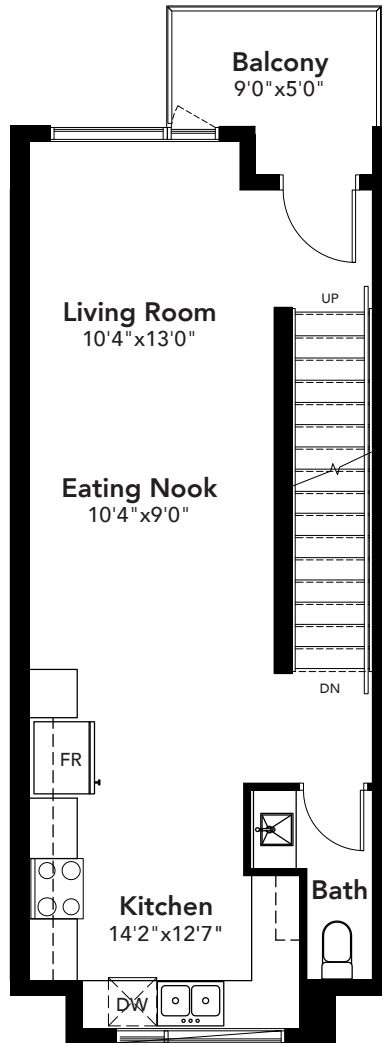 Balcony
9'0"x5'0"
UP
Living Room
10'4"x13'0"
Eating Nook
10'4"x9'0"
DN
FR
Bath
Kitchen
14'2"x12'7"
DW